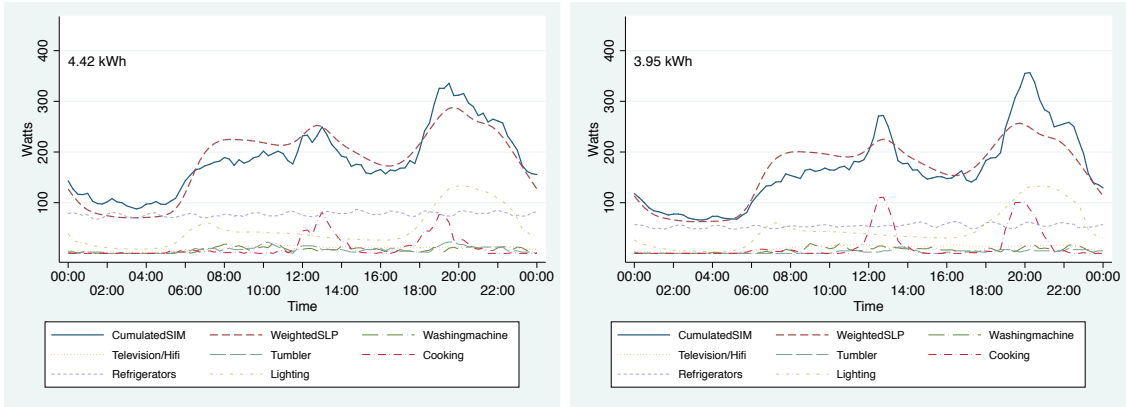 4.42 kWh
400
300
200
100
Watts
00:00 04:00 06:00 10:00 12:00 16:00 20:00 00:00
02:00 08:00 14:00 18:00 22:00
Time
CumulatedSIM WeightedSLP Washingmachine
Television/Hifi Tumbler Cooking
Refrigerators Lighting
3.95 kWh
400
300
200
100
Watts
00:00 04:00 06:00 10:00 12:00 16:00 20:00 00:00
02:00 08:00 14:00 18:00 22:00
Time
CumulatedSIM WeightedSLP Washingmachine
Television/Hifi Tumbler Cooking
Refrigerators Lighting